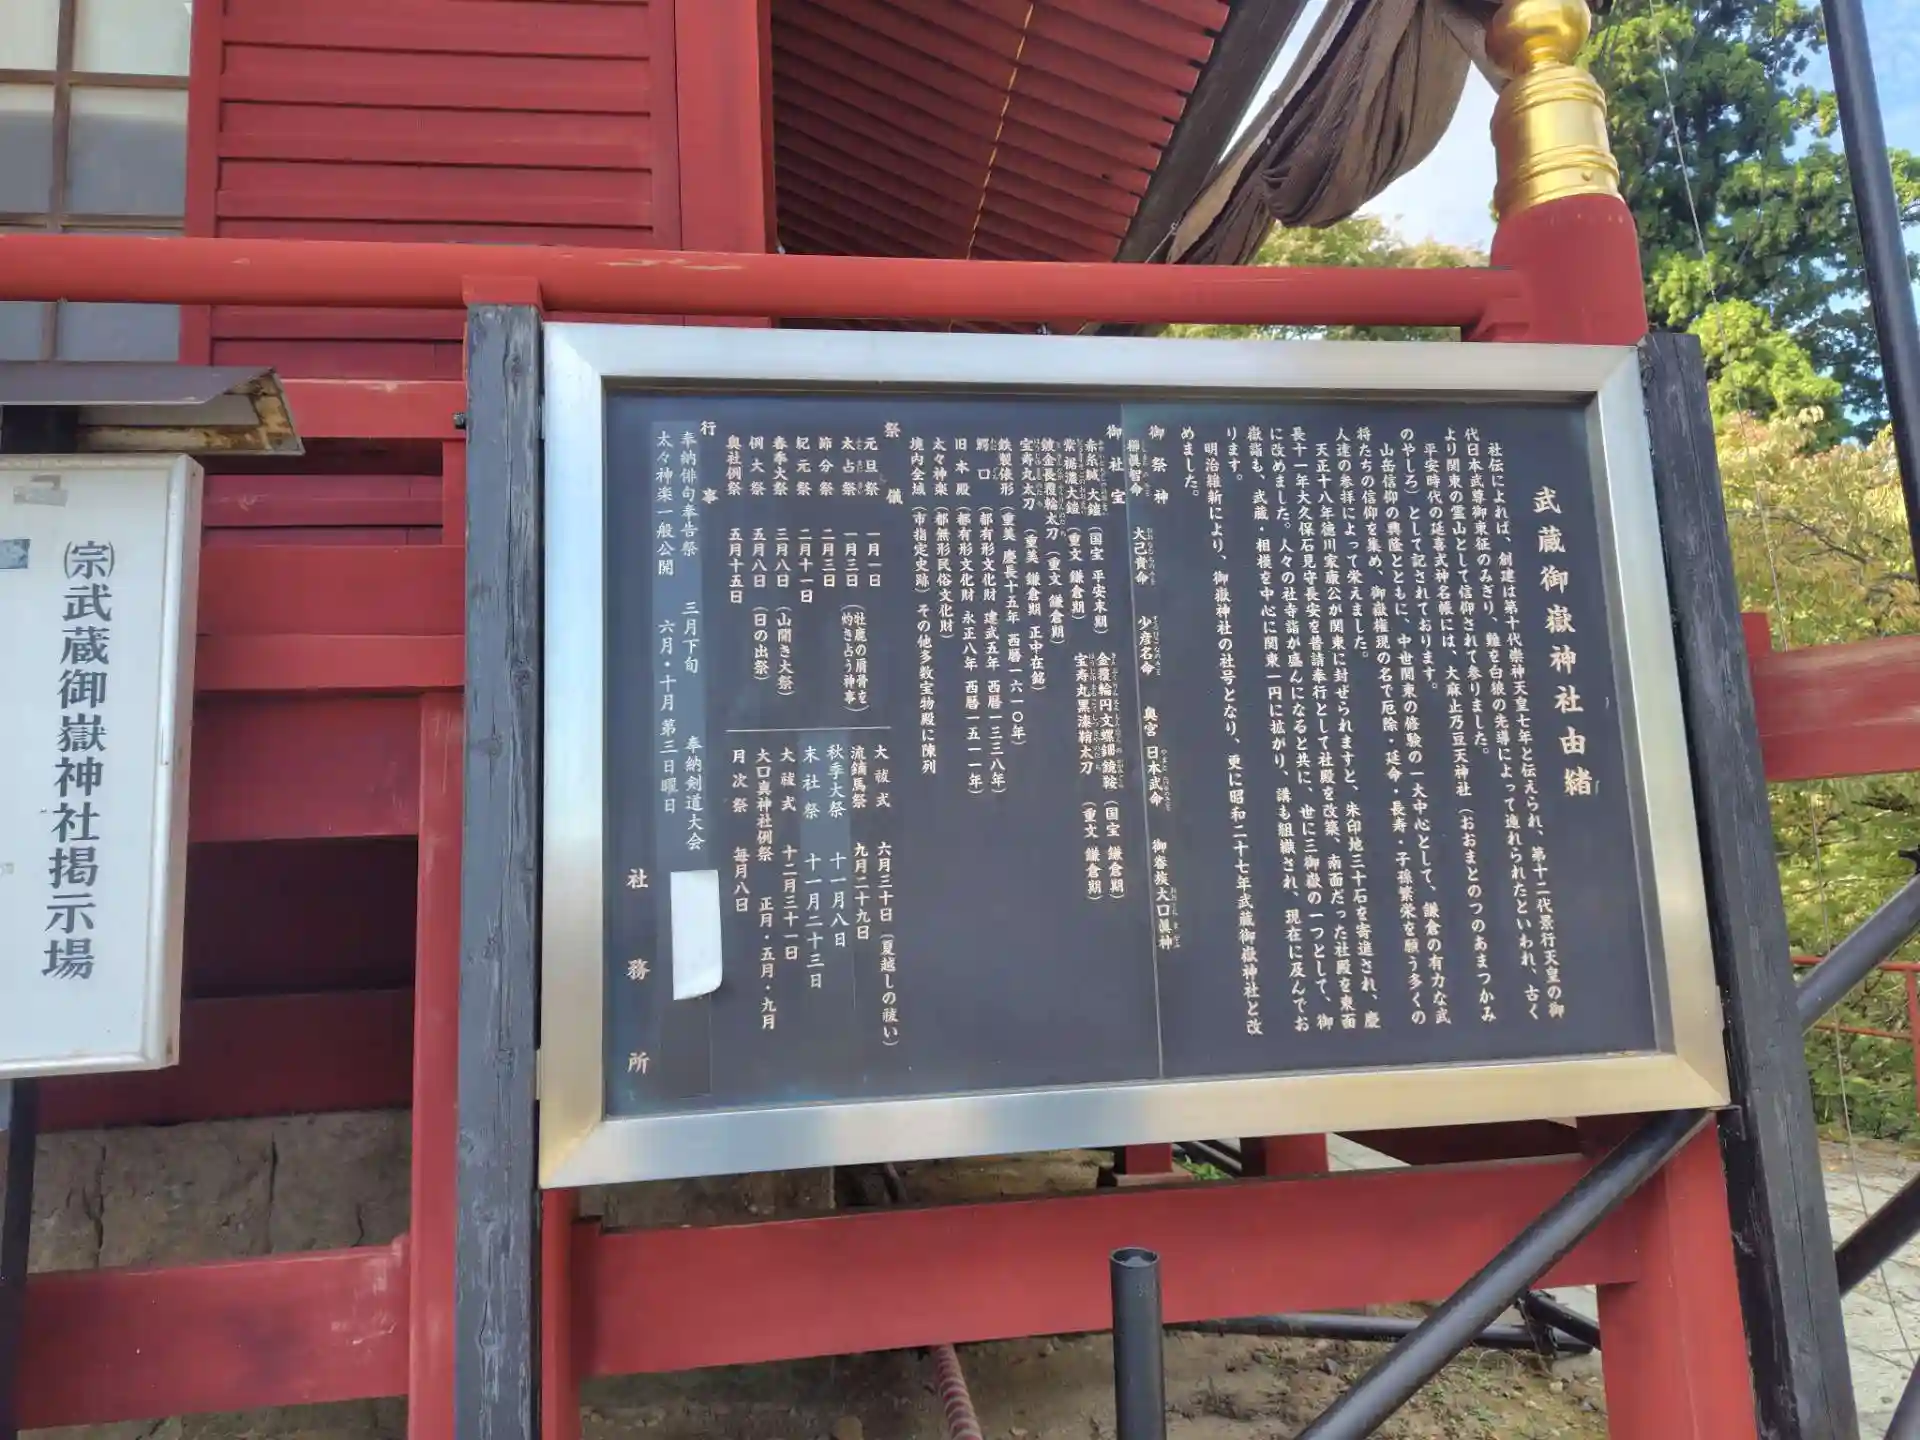 武蔵御嶽神社由緒
社伝によれば、創建は第十代崇神天皇七年と伝えられ、第十二代景行天皇の御
代日本武尊御東征のみぎり、難を白狼の先導によって遁れられたといわれ、古く
より関東の霊山として信仰されて参りました。
平安時代の延喜式神名帳には、大麻止乃豆天神社（おおまとのつのあまつかみ
のやしろ）として記されております。
山岳信仰の興隆とともに、中世関東の修験の一大中心として、鎌倉の有力な武
将たちの信仰を集め、御嶽権現の名で厄除・延命・長寿・子孫繁栄を願う多くの
人達の参拝によって栄えました。
天正十八年徳川家康公が関東に封ぜられますと、朱印地三十石を寄進され、慶
長十一年大久保石見守長安を普請奉行として社殿を改築、南面だった社殿を東面
に改めました。人々の社寺詣が盛んになると共に、世に三御嶽の一つとして、御
嶽詣も、武蔵・相模を中心に関東一円に拡がり、講も組織され、現在に及んでお
ります。
明治維新により、御嶽神社の社号となり、更に昭和二十七年武蔵御嶽神社と改
めました。
御祭神
櫛眞智命 大己貴命 少彦名命 奥宮 日本武命 御眷族大口眞神
御社宝
赤糸威大鎧（国宝 平安末期） 金覆輪円文螺鈿鏡鞍（国宝 鎌倉期）
紫裾濃大鎧（重文 鎌倉期） 宝寿丸黒漆鞘太刀（重文 鎌倉期）
鍍金長覆輪太刀（重文 鎌倉期）
宝寿丸太刀（重美 鎌倉期 正中在銘）
鉄製俵形（重美 慶長十五年 西暦一六一〇年）
鰐口（都有形文化財 建武五年 西暦一三三八年）
旧本殿（都有形文化財 永正八年 西暦一五一一年）
太々神楽（都無形民俗文化財）
境内全域（市指定史跡）その他多数宝物殿に陳列
祭儀
元旦祭 一月一日
太占祭 一月三日（牡鹿の肩骨を灼き占う神事）
節分祭 二月三日
紀元祭 二月十一日
春季大祭 三月八日（山開き大祭）
例大祭 五月八日（日の出祭）
奥社例祭 五月十五日
大祓式 六月三十日（夏越しの祓い）
流鏑馬祭 九月二十九日
秋季大祭 十一月八日
末社祭 十一月二十三日
大祓式 十二月三十一日
大口真神社例祭 正月・五月・九月
月次祭 毎月八日
行事
奉納俳句奉告祭 三月下旬 奉納剣道大会
太々神楽一般公開 六月・十月 第三日曜日
社務所
㈪武蔵御嶽神社掲示場